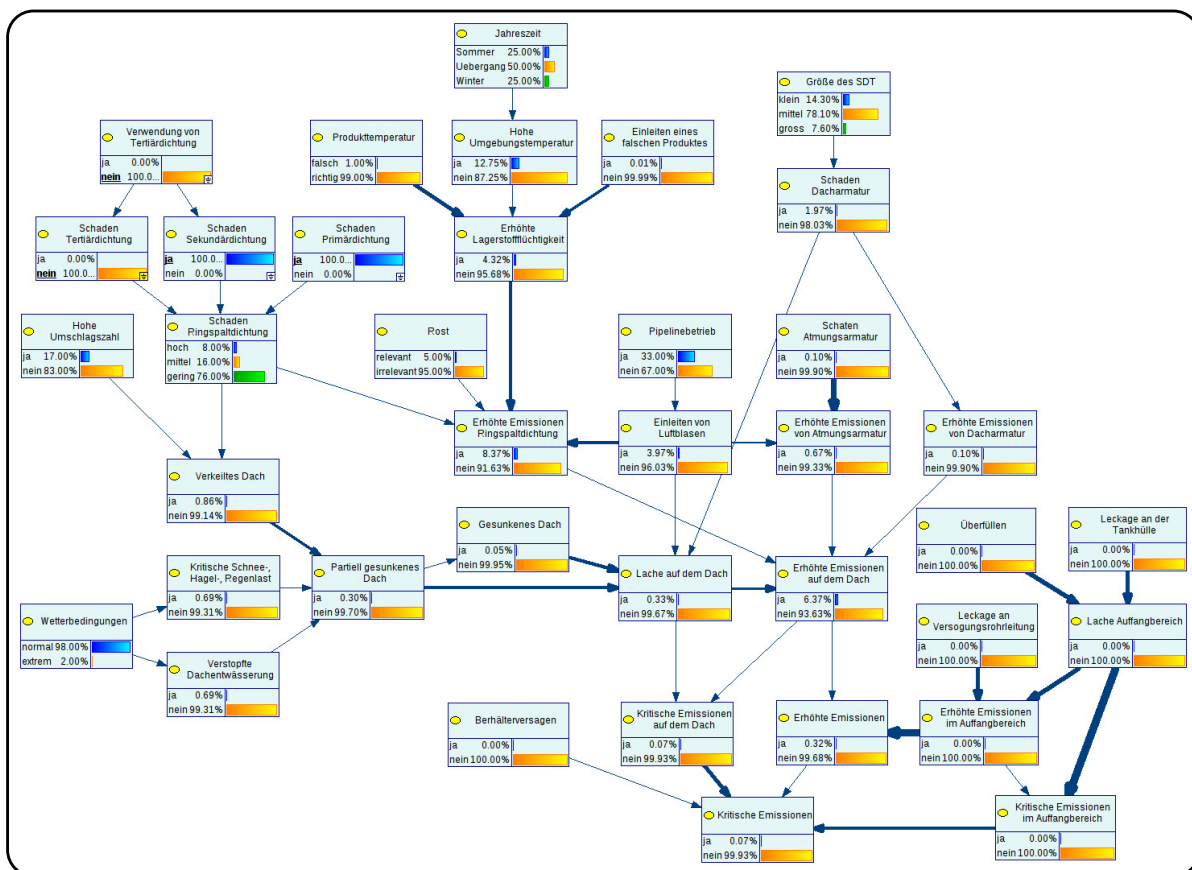 Jahreszeit
Sommer 25.00%
Uebergang 50.00%
Winter 25.00%
Größe des SDT
klein 14.30%
mittel 78.10%
gross 7.60%
Verwendung von
Tertiärdichtung
ja 0.00%
nein 100.0...
Produkttemperatur
falsch 1.00%
richtig 99.00%
Hohe
Umgebungstemperatur
ja 12.75%
nein 87.25%
Einleiten eines
falschen Produktes
ja 0.01%
nein 99.99%
Schaden
Dacharmatur
ja 1.97%
nein 98.03%
Schaden
Tertiärdichtung
ja 0.00%
nein 100.0...
Schaden
Sekundärdichtung
ja 100.0...
nein 0.00%
Schaden
Primärdichtung
ja 100.0...
nein 0.00%
Erhöhte
Lagerstoffflüchtigkeit
ja 4.32%
nein 95.68%
Hohe
Umschlagszahl
ja 17.00%
nein 83.00%
Schaden
Ringspaltdichtung
hoch 8.00%
mittel 16.00%
gering 76.00%
Rost
relevant 5.00%
irrelevant 95.00%
Pipelinebetrieb
ja 33.00%
nein 67.00%
Schaten
Atmungsarmatur
ja 0.10%
nein 99.90%
Erhöhte Emissionen
Ringspaltdichtung
ja 8.37%
nein 91.63%
Einleiten von
Luftblasen
ja 3.97%
nein 96.03%
Erhöhte Emissionen
von Atmungsarmatur
ja 0.67%
nein 99.33%
Erhöhte Emissionen
von Dacharmatur
ja 0.10%
nein 99.90%
Verkeiltes Dach
ja 0.86%
nein 99.14%
Gesunkenes Dach
ja 0.05%
nein 99.95%
Überfüllen
ja 0.00%
nein 100.00%
Leckage an der
Tankhülle
ja 0.00%
nein 100.00%
Kritische Schnee-,
Hagel-, Regenlast
ja 0.69%
nein 99.31%
Partiell gesunkenes
Dach
ja 0.30%
nein 99.70%
Lache auf dem Dach
ja 0.33%
nein 99.67%
Erhöhte Emissionen
auf dem Dach
ja 6.37%
nein 93.63%
Wetterbedingungen
normal 98.00%
extrem 2.00%
Leckage an
Versogungsrohrleitung
ja 0.00%
nein 100.00%
Lache Auffangbereich
ja 0.00%
nein 100.00%
Verstopfte
Dachentwässerung
ja 0.69%
nein 99.31%
Berhälterversagen
ja 0.00%
nein 100.00%
Kritische Emissionen
auf dem Dach
ja 0.07%
nein 99.93%
Erhöhte Emissionen
ja 0.32%
nein 99.68%
Erhöhte Emissionen
im Auffangbereich
ja 0.00%
nein 100.00%
Kritische Emissionen
ja 0.07%
nein 99.93%
Kritische Emissionen
im Auffangbereich
ja 0.00%
nein 100.00%